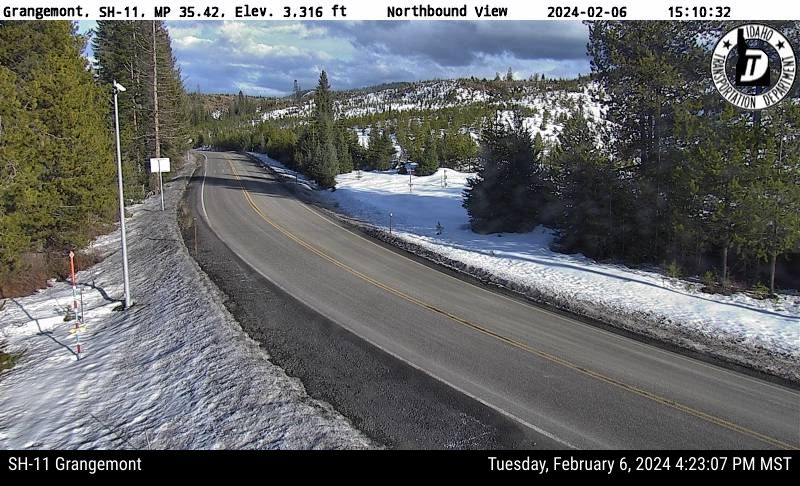 Grangemont, SH-11, MP 35.42, Elev. 3,316 ft Northbound View 2024-02-06 15:10:32
IDAHO
TRANSPORTATION DEPARTMENT
SH-11 Grangemont Tuesday, February 6, 2024 4:23:07 PM MST